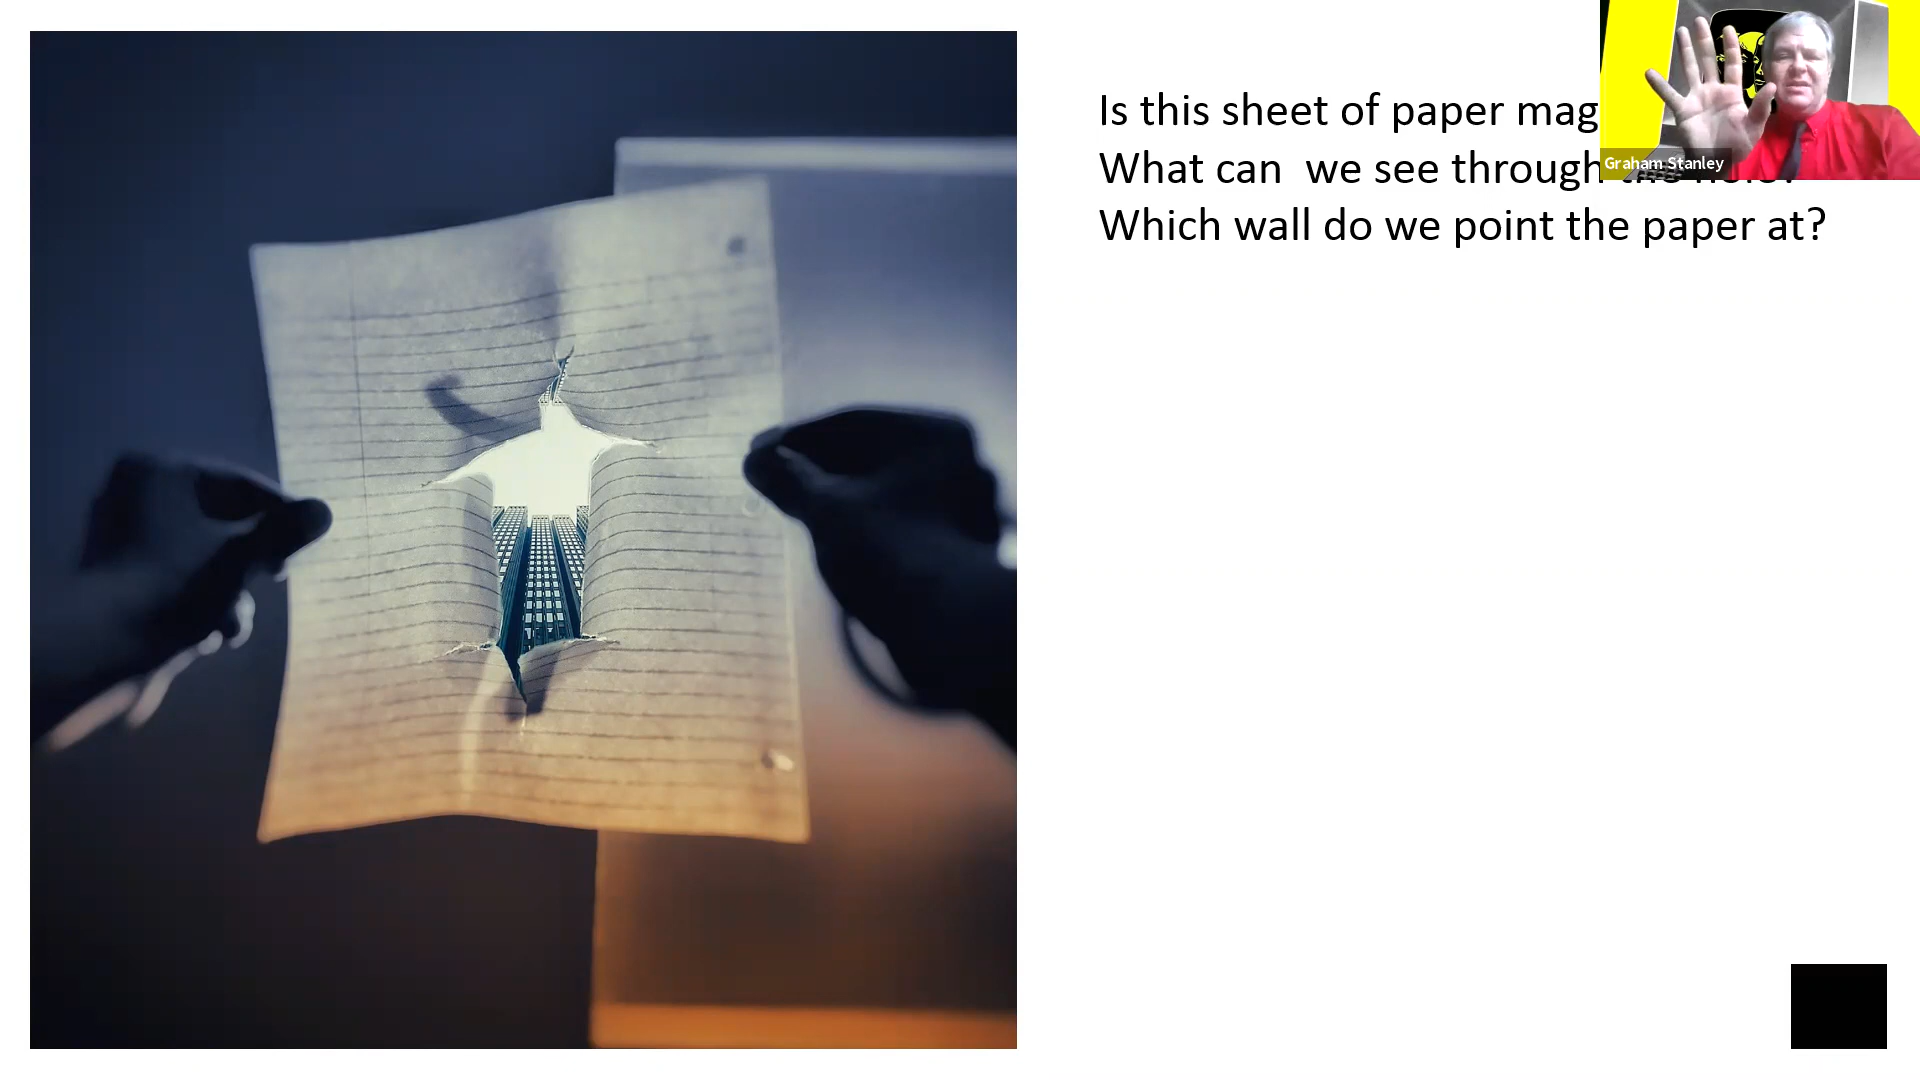 Is this sheet of paper mag
What can  we see through
Which wall do we point the paper at?
Graham Stanley